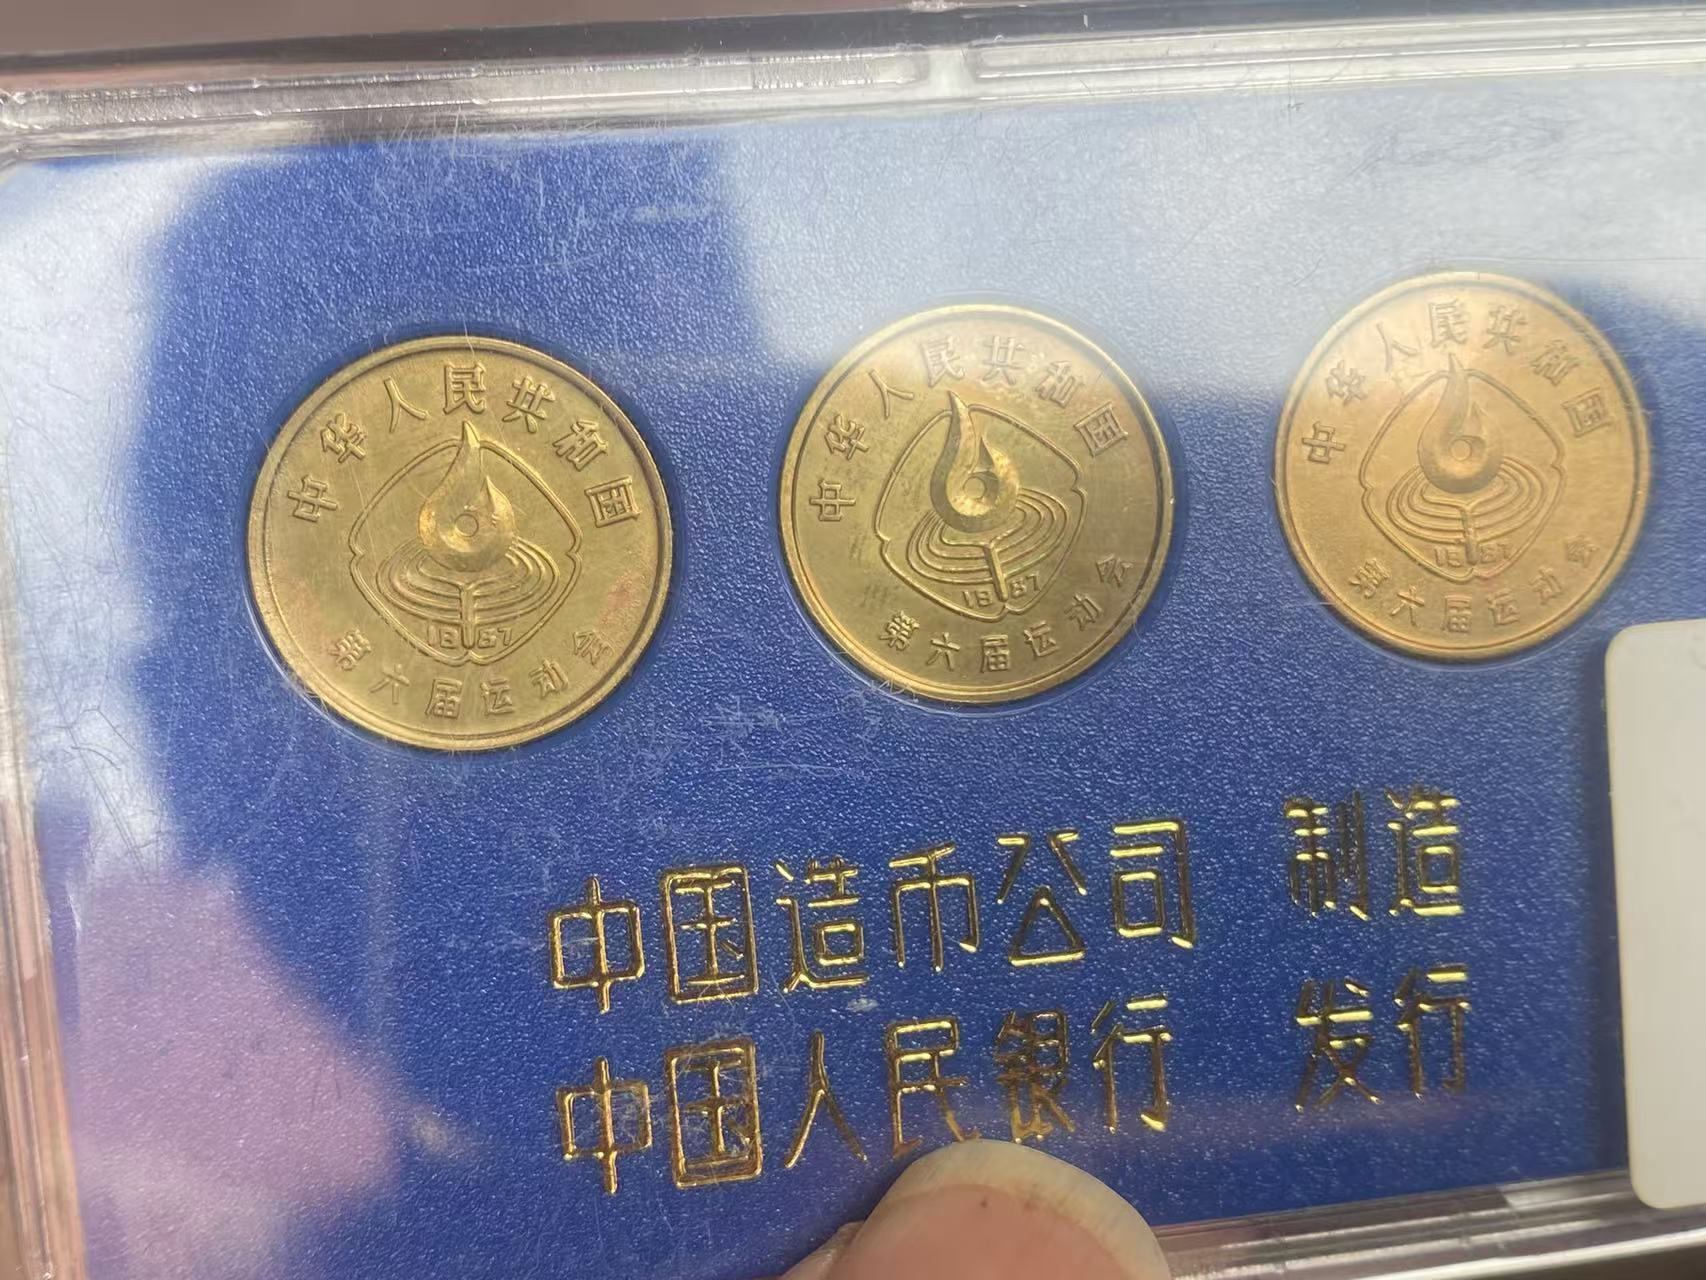 中华人民共和国
1987
第六届运动会
中华人民共和国
1987
第六届运动会
中华人民共和国
1987
第六届运动会
中国造币公司 制造
中国人民银行 发行